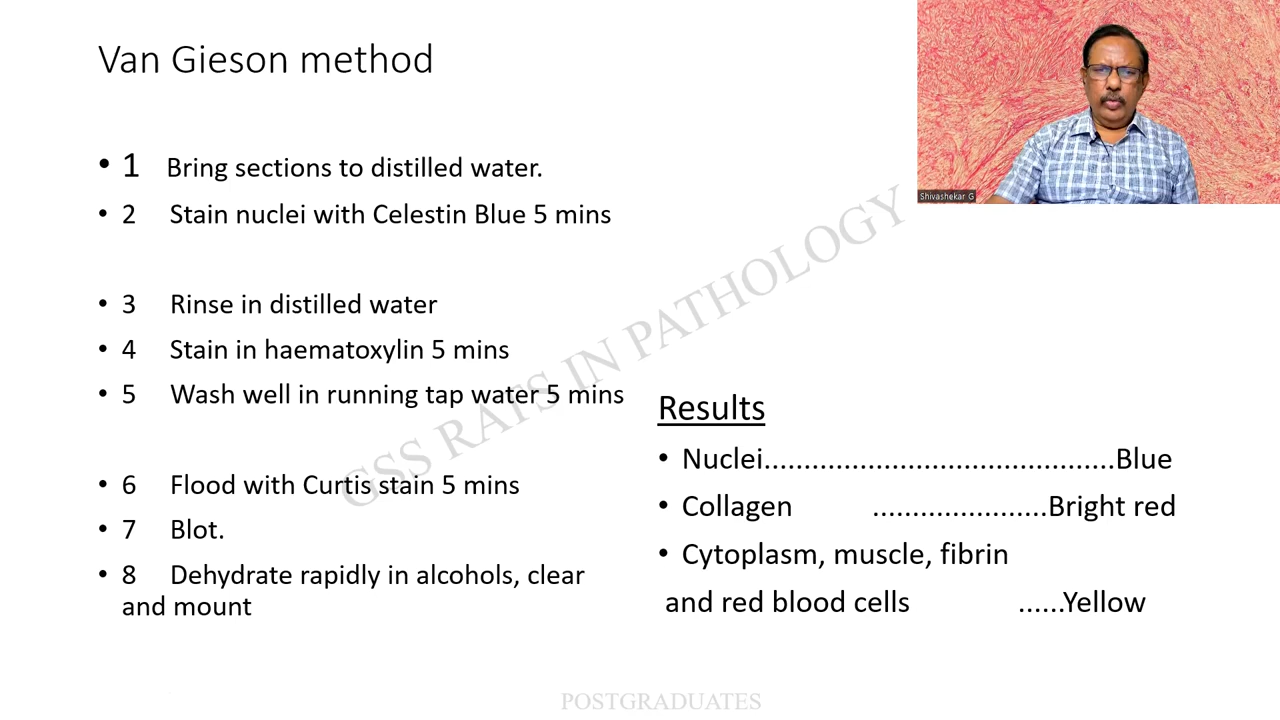 Van Gieson method
• 1 Bring sections to distilled water.
• 2 Stain nuclei with Celestin Blue 5 mins
• 3 Rinse in distilled water
• 4 Stain in haematoxylin 5 mins
• 5 Wash well in running tap water 5 mins
• 6 Flood with Curtis stain 5 mins
• 7 Blot.
• 8 Dehydrate rapidly in alcohols, clear
and mount
Results
• Nuclei............................................Blue
• Collagen ......................Bright red
• Cytoplasm, muscle, fibrin
and red blood cells ......Yellow
Shivashekar G
GSS RAFS IN PATHOLOGY
POSTGRADUATES